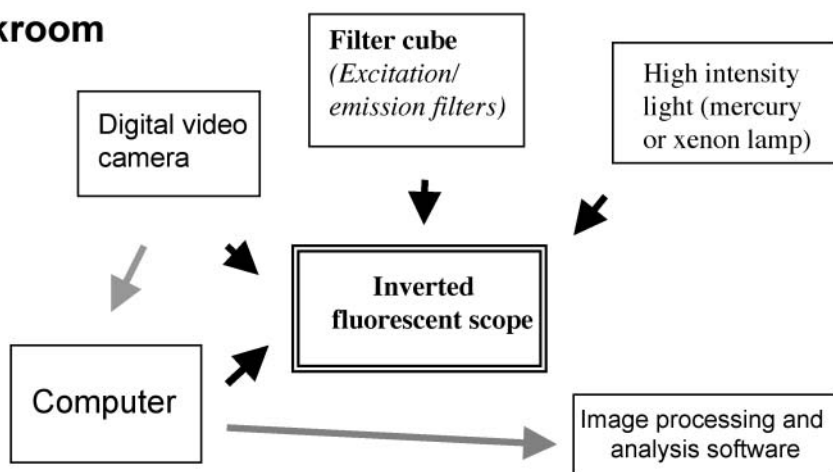 kroom
Filter cube
(Excitation/
emission filters)
High intensity
light (mercury
or xenon lamp)
Digital video
camera
Inverted
fluorescent scope
Computer
Image processing and
analysis software